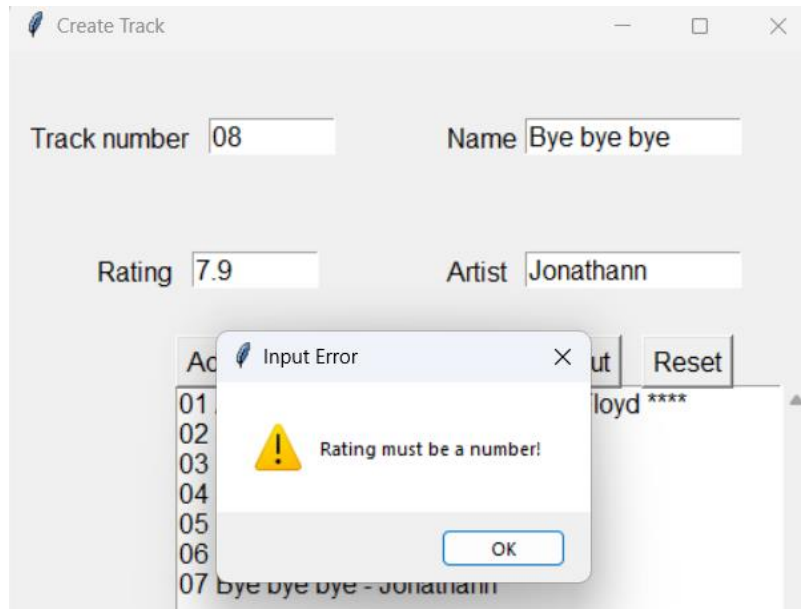 Create Track
Track number 08 Name Bye bye bye
Rating 7.9 Artist Jonathann
Reset
Input Error
Rating must be a number!
OK
01 ****
02
03
04
05
06
07 Bye bye bye - Jonathann